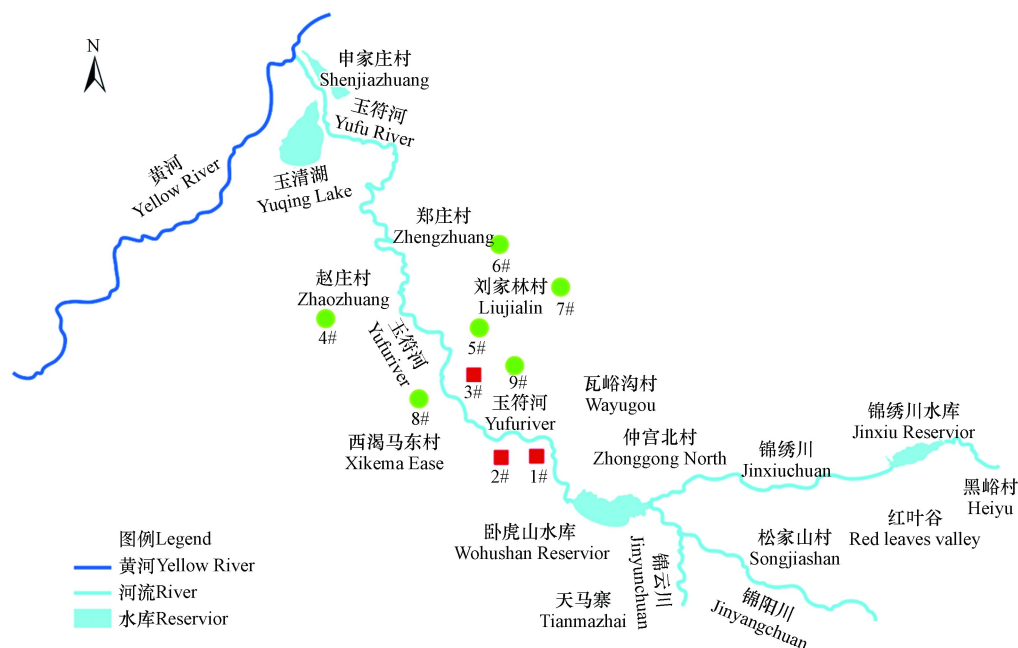 N
申家庄村
Shenjiazhuang
玉符河
Yufu River
黄河
Yellow River
玉清湖
Yuqing Lake
郑庄村
Zhengzhuang
6#
赵庄村
Zhaozhuang
4#
刘家林村
Liujialin
7#
5#
玉符河
Yufuriver
3#
9#
8#
玉符河
Yufuriver
瓦峪沟村
Wayugou
西渴马东村
Xikema Ease
2#
1#
仲宫北村
Zhonggong North
锦绣川
Jinxiuchuan
锦绣川水库
Jinxiu Reservior
黑峪村
Heiyu
红叶谷
Red leaves valley
卧虎山水库
Wohushan Reservior
松家山村
Songjiashan
锦云川
Jinyunchuan
天马寨
Tianmazhai
锦阳川
Jinyangchuan
图例Legend
黄河Yellow River
河流River
水库Reservior